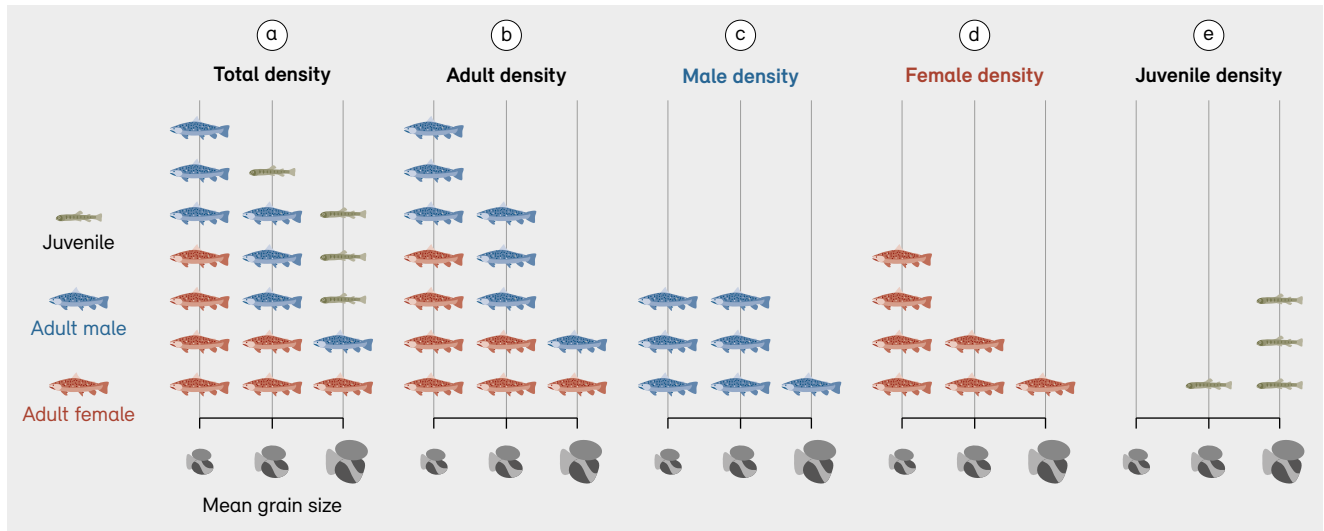 a
Total density
b
Adult density
c
Male density
d
Female density
e
Juvenile density
Juvenile
Adult male
Adult female
Mean grain size